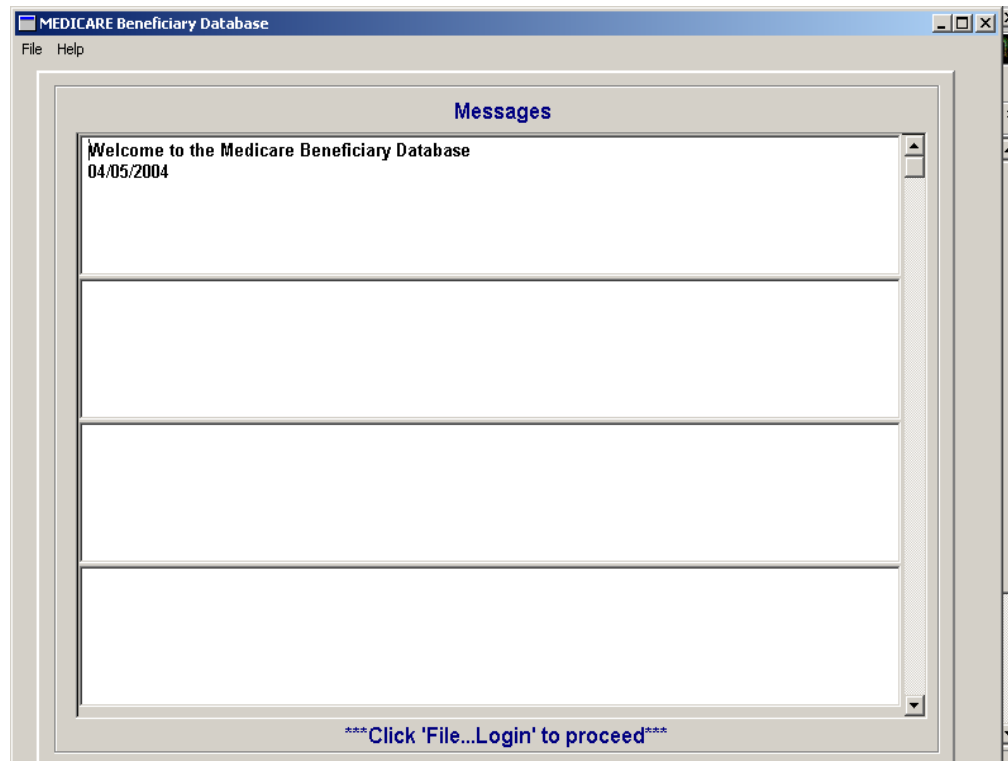 MEDICARE Beneficiary Database
File Help
Messages
Welcome to the Medicare Beneficiary Database
04/05/2004
***Click 'File...Login' to proceed***